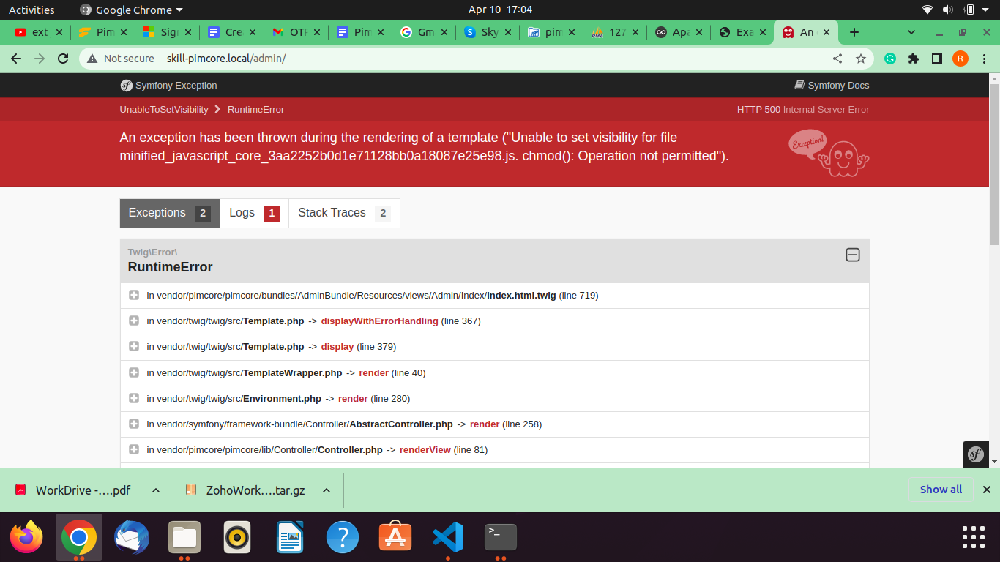 Activities
Google Chrome
Apr 10 17:04
ext
Pim
Sign
Cre
OTP
Pim
Gm
Sky
pim
127
Apa
Exa
An
Not secure
skill-pimcore.local/admin/
R
Symfony Exception
Symfony Docs
UnableToSetVisibility
RuntimeError
HTTP 500 Internal Server Error
An exception has been thrown during the rendering of a template ("Unable to set visibility for file
minified_javascript_core_3aa2252b0d1e71128bb0a18087e25e98.js. chmod(): Operation not permitted").
Exception!
Exceptions 2
Logs 1
Stack Traces 2
Twig\Error\
RuntimeError
in vendor/pimcore/pimcore/bundles/AdminBundle/Resources/views/Admin/Index/index.html.twig (line 719)
in vendor/twig/twig/src/Template.php -> displayWithErrorHandling (line 367)
in vendor/twig/twig/src/Template.php -> display (line 379)
in vendor/twig/twig/src/TemplateWrapper.php -> render (line 40)
in vendor/twig/twig/src/Environment.php -> render (line 280)
in vendor/symfony/framework-bundle/Controller/AbstractController.php -> render (line 258)
in vendor/pimcore/pimcore/lib/Controller/Controller.php -> renderView (line 81)
WorkDrive -....pdf
ZohoWork....tar.gz
Show all